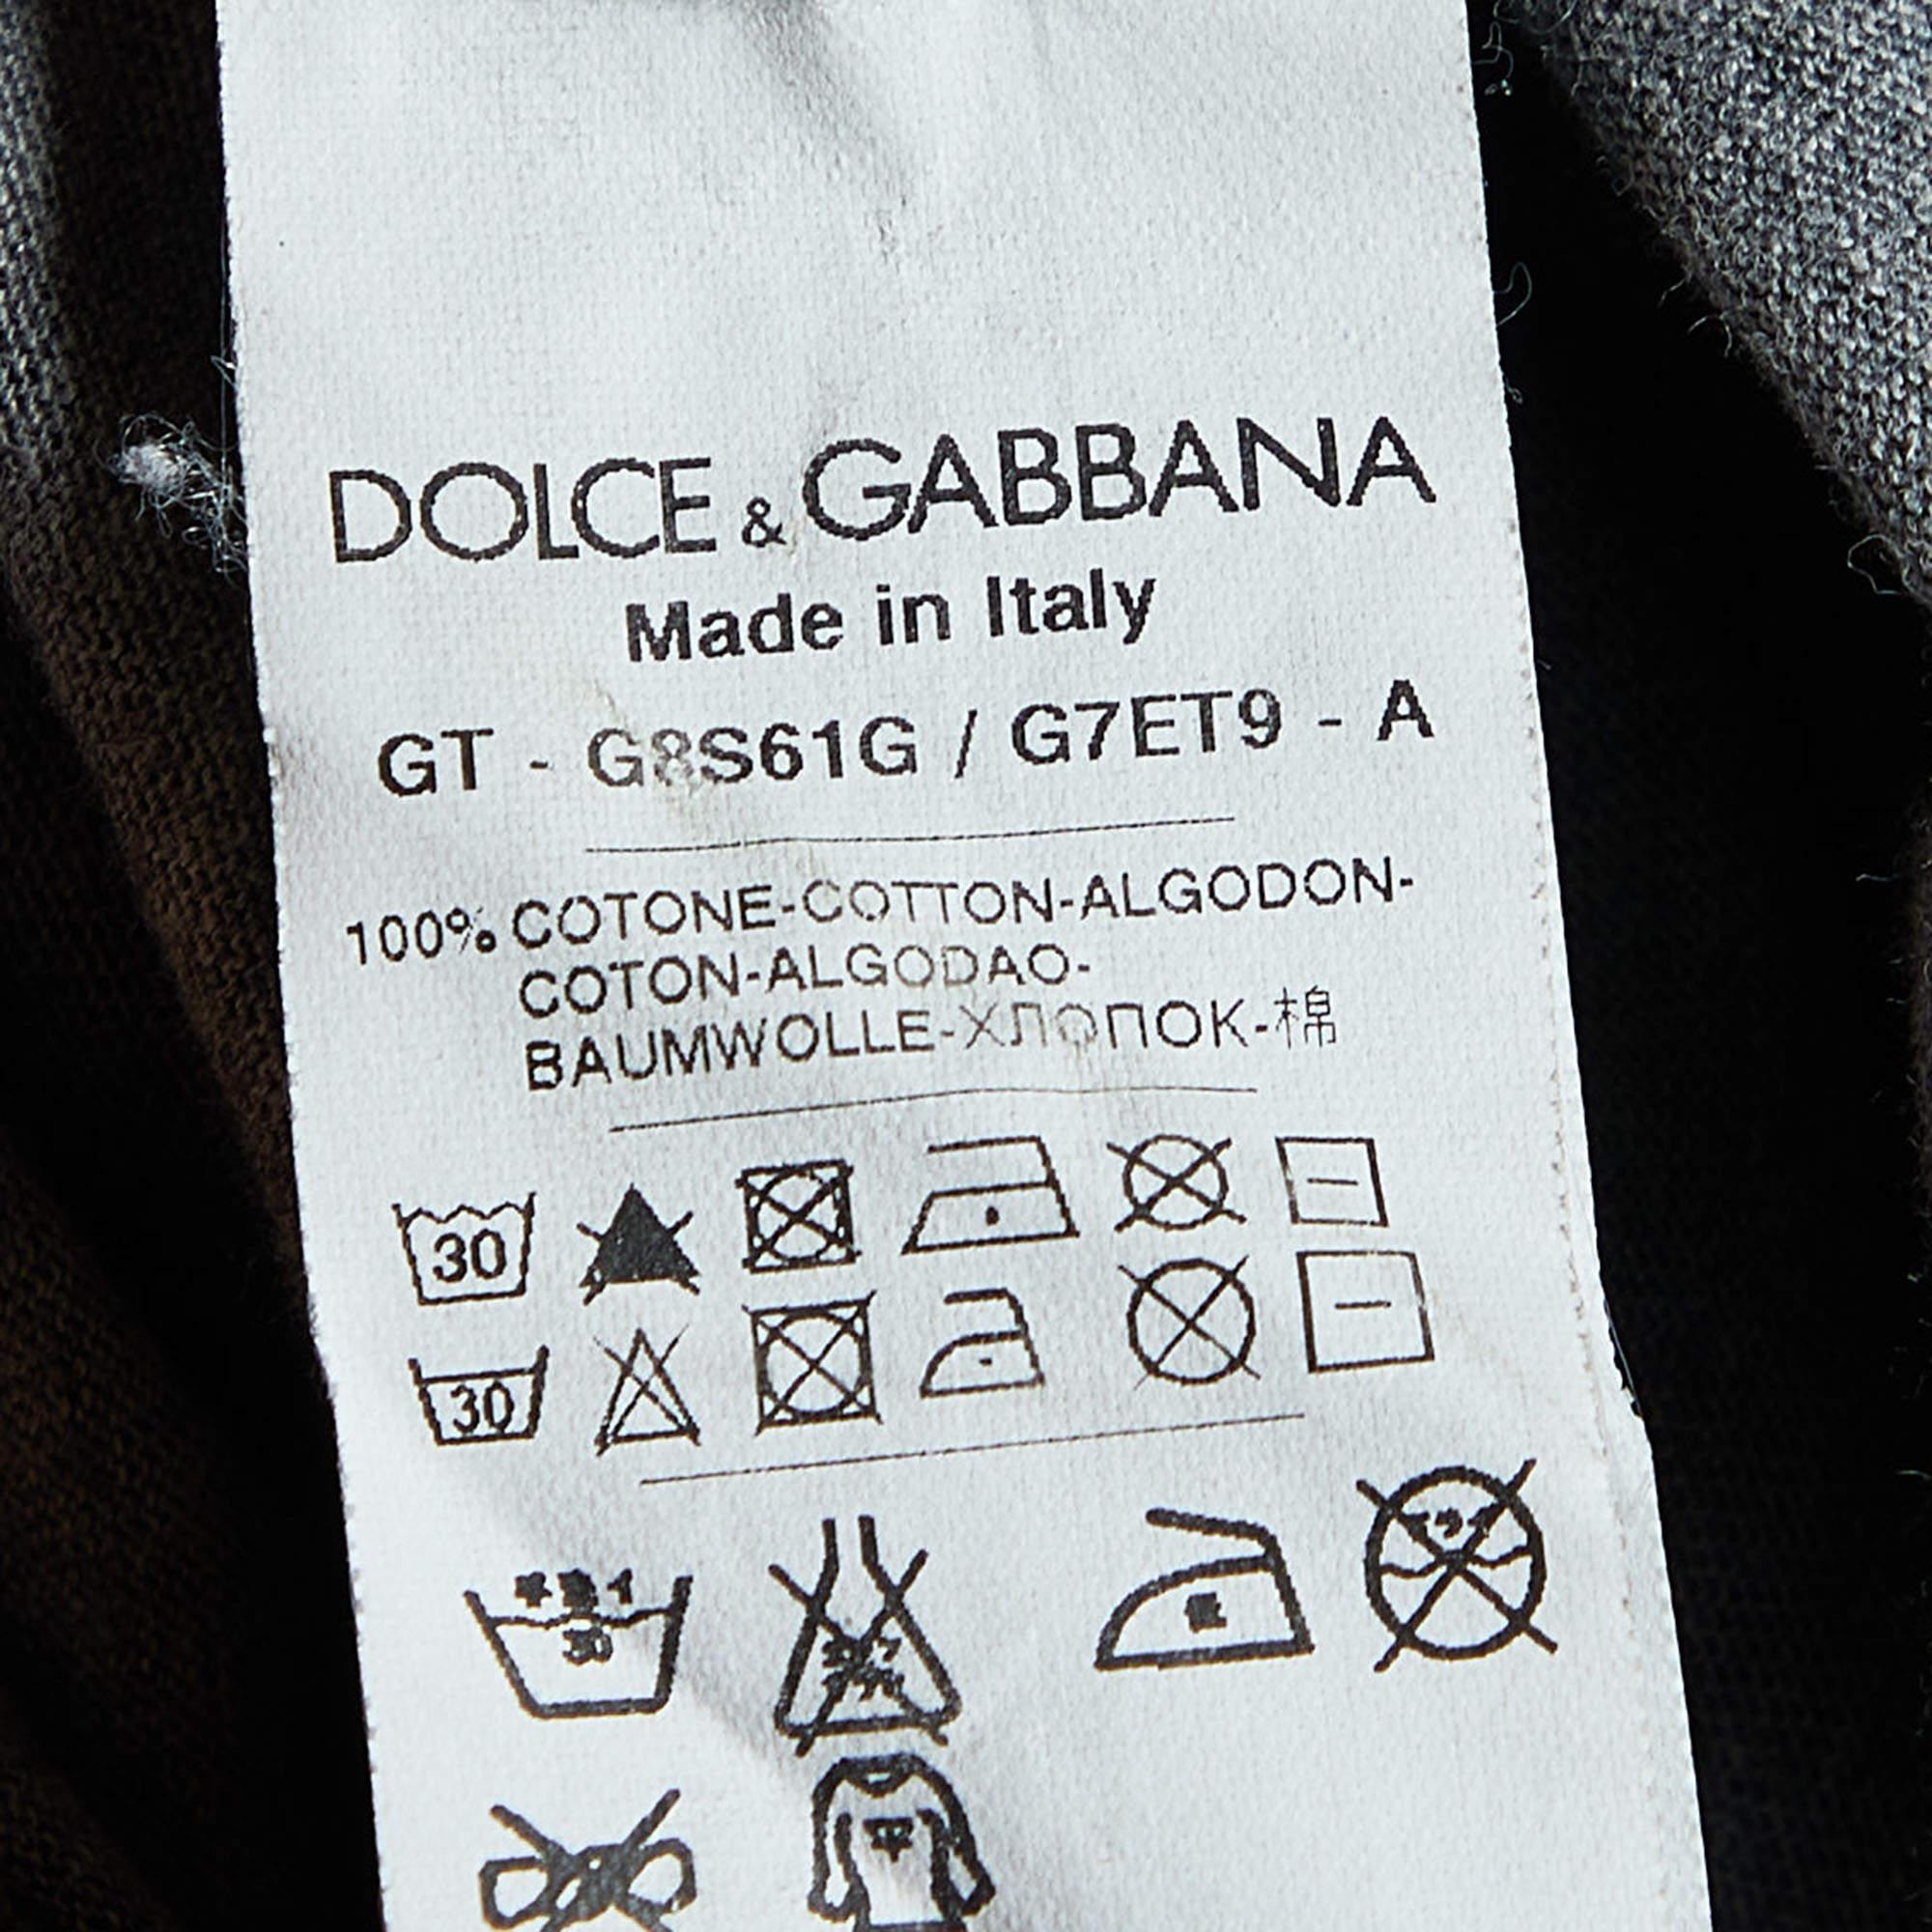 DOLCE & GABBANA
Made in Italy
GT - G8S61G / G7ET9 - A
100% COTONE-COTTON-ALGODON-
COTON-ALGODAO-
BAUMWOLLE-ХЛОПОК-棉
30
30
30